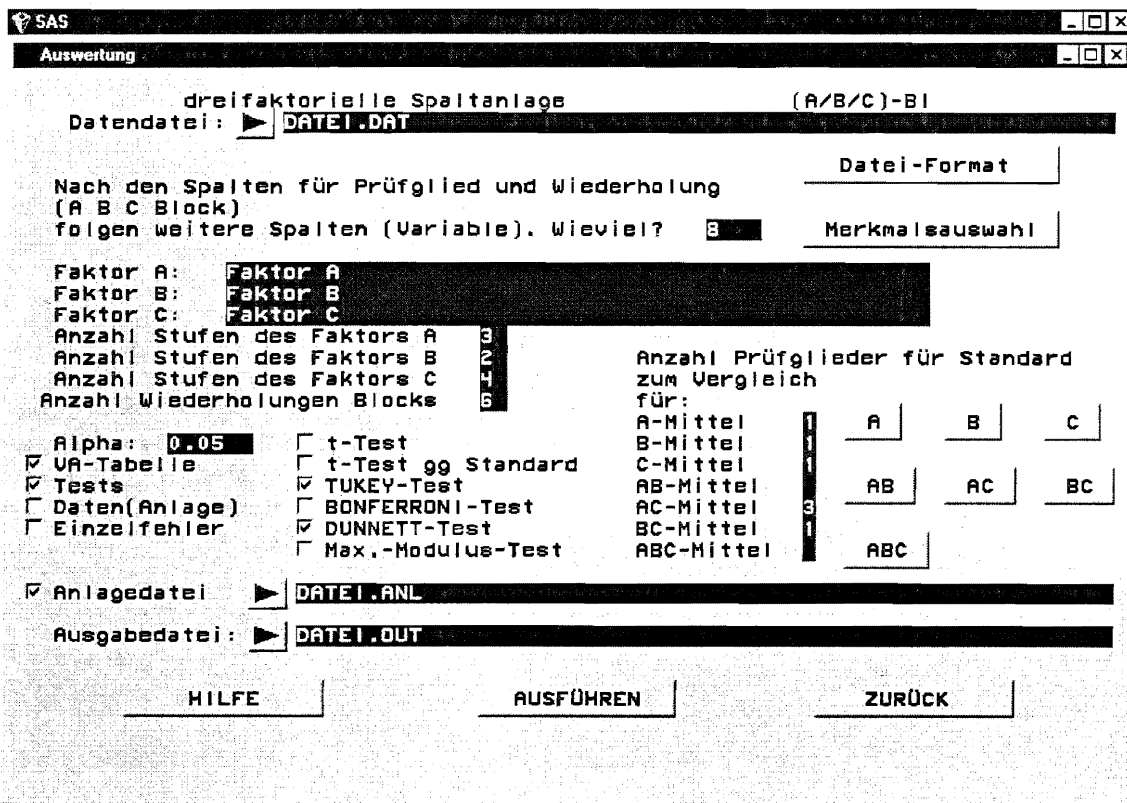 SAS
Auswertung
dreifaktorielle Spaltanlage (A/B/C)-Bl
Datendatei: DATEI.DAT
Datei-Format
Nach den Spalten für Prüfglied und Wiederholung
(A B C Block)
folgen weitere Spalten (Variable). Wieviel? 8 Merkmalsauswahl
Faktor A: Faktor A
Faktor B: Faktor B
Faktor C: Faktor C
Anzahl Stufen des Faktors A 3
Anzahl Stufen des Faktors B 2
Anzahl Stufen des Faktors C 4
Anzahl Wiederholungen Blocks 6
Anzahl Prüfglieder für Standard
zum Vergleich
für:
A-Mittel 1 A B C
B-Mittel 1
C-Mittel 1
AB-Mittel AB AC BC
AC-Mittel 3
BC-Mittel 1
ABC-Mittel ABC
Alpha: 0.05
VA-Tabelle
Tests
Daten(Anlage)
Einzelfehler
t-Test
t-Test gg Standard
TUKEY-Test
BONFERRONI-Test
DUNNETT-Test
Max.-Modulus-Test
Anlagedatei DATEI.ANL
Ausgabedatei: DATEI.OUT
HILFE AUSFÜHREN ZURÜCK